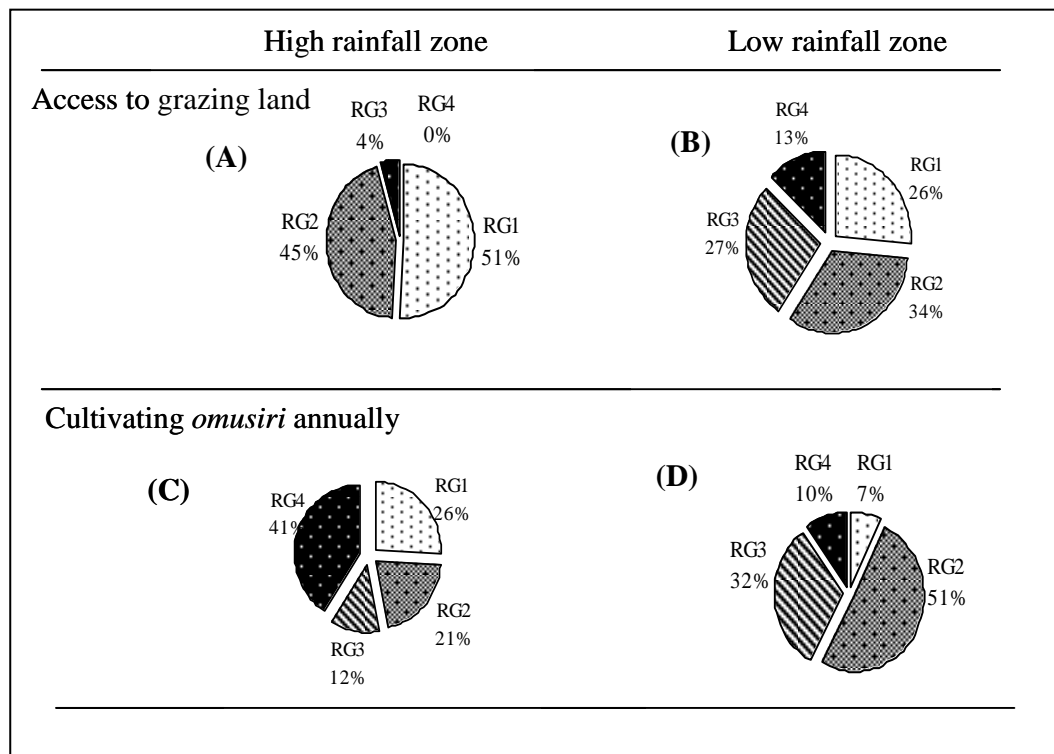 High rainfall zone Low rainfall zone
Access to grazing land
(A)
RG3
4%
RG4
0%
RG2
45%
RG1
51%
(B)
RG4
13%
RG1
26%
RG3
27%
RG2
34%
Cultivating omusiri annually
(C)
RG4
41%
RG1
26%
RG2
21%
RG3
12%
(D)
RG4
10%
RG1
7%
RG3
32%
RG2
51%